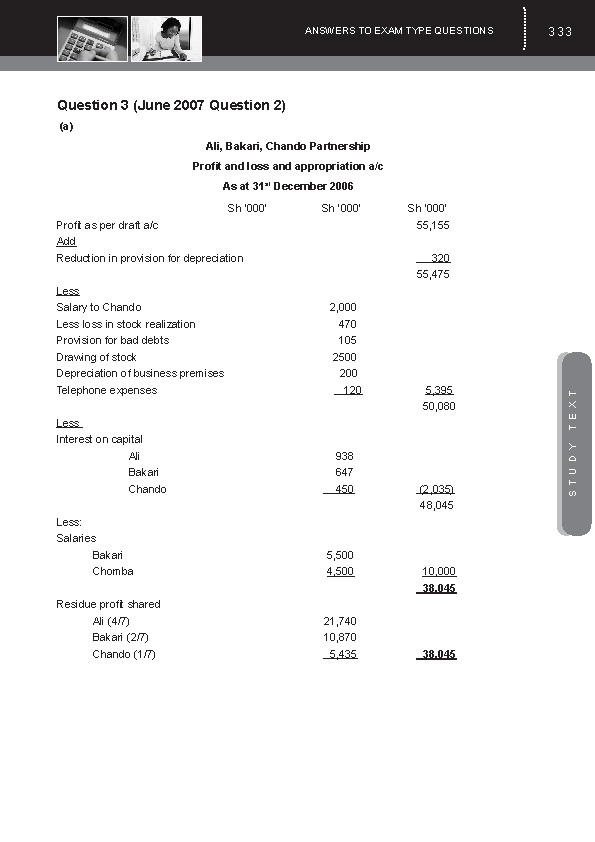 ANSWERS TO EXAM TYPE QUESTIONS 333
Question 3 (June 2007 Question 2)
(a)
Ali, Bakari, Chando Partnership
Profit and loss and appropriation a/c
As at 31st December 2006
Sh '000' Sh '000' Sh '000'
Profit as per draft a/c 55,155
Add
Reduction in provision for depreciation 320
55,475
Less
Salary to Chando 2,000
Less loss in stock realization 470
Provision for bad debts 105
Drawing of stock 2500
Depreciation of business premises 200
Telephone expenses 120 5,395
50,080
Less
Interest on capital
Ali 938
Bakari 647
Chando 450 (2,035)
48,045
Less:
Salaries
Bakari 5,500
Chomba 4,500 10,000
38,045
Residue profit shared
Ali (4/7) 21,740
Bakari (2/7) 10,870
Chando (1/7) 5,435 38,045
STUDY TEXT